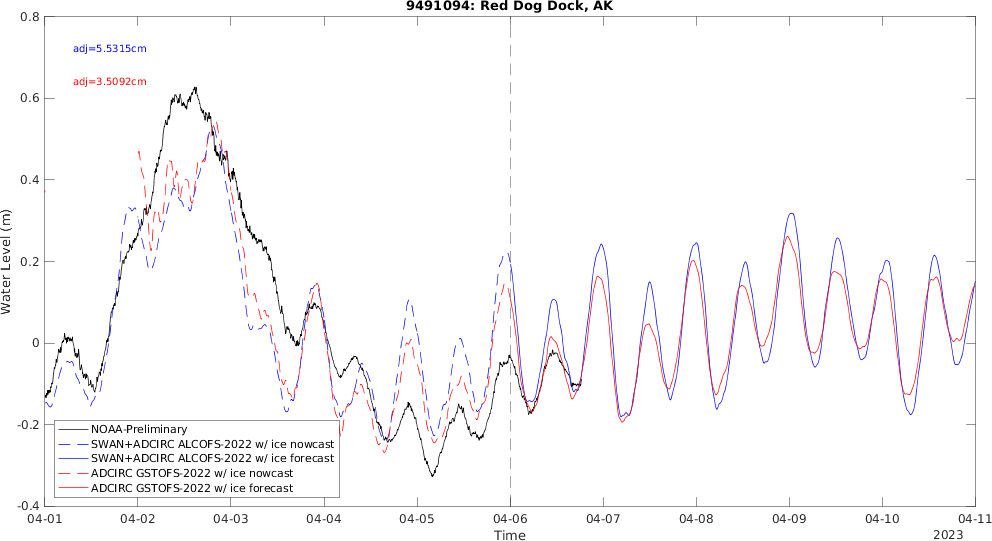 9491094: Red Dog Dock, AK
adj=5.5315cm
adj=3.5092cm
Water Level (m)
0.8
0.6
0.4
0.2
0
-0.2
-0.4
NOAA-Preliminary
SWAN+ADCIRC ALCOFS-2022 w/ ice nowcast
SWAN+ADCIRC ALCOFS-2022 w/ ice forecast
ADCIRC GSTOFS-2022 w/ ice nowcast
ADCIRC GSTOFS-2022 w/ ice forecast
04-01 04-02 04-03 04-04 04-05 04-06 04-07 04-08 04-09 04-10 04-11
Time
2023